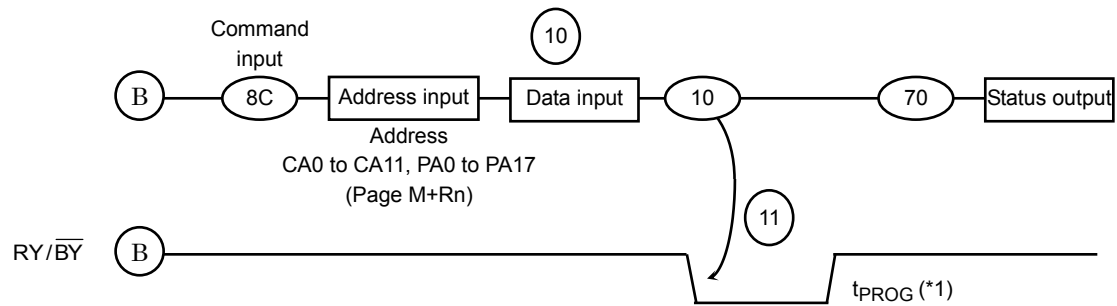 Command
input
10
B
8C
Address input
Data input
10
70
Status output
Address
CA0 to CA11, PA0 to PA17
(Page M+Rn)
11
RY/BY
B
tPROG (*1)